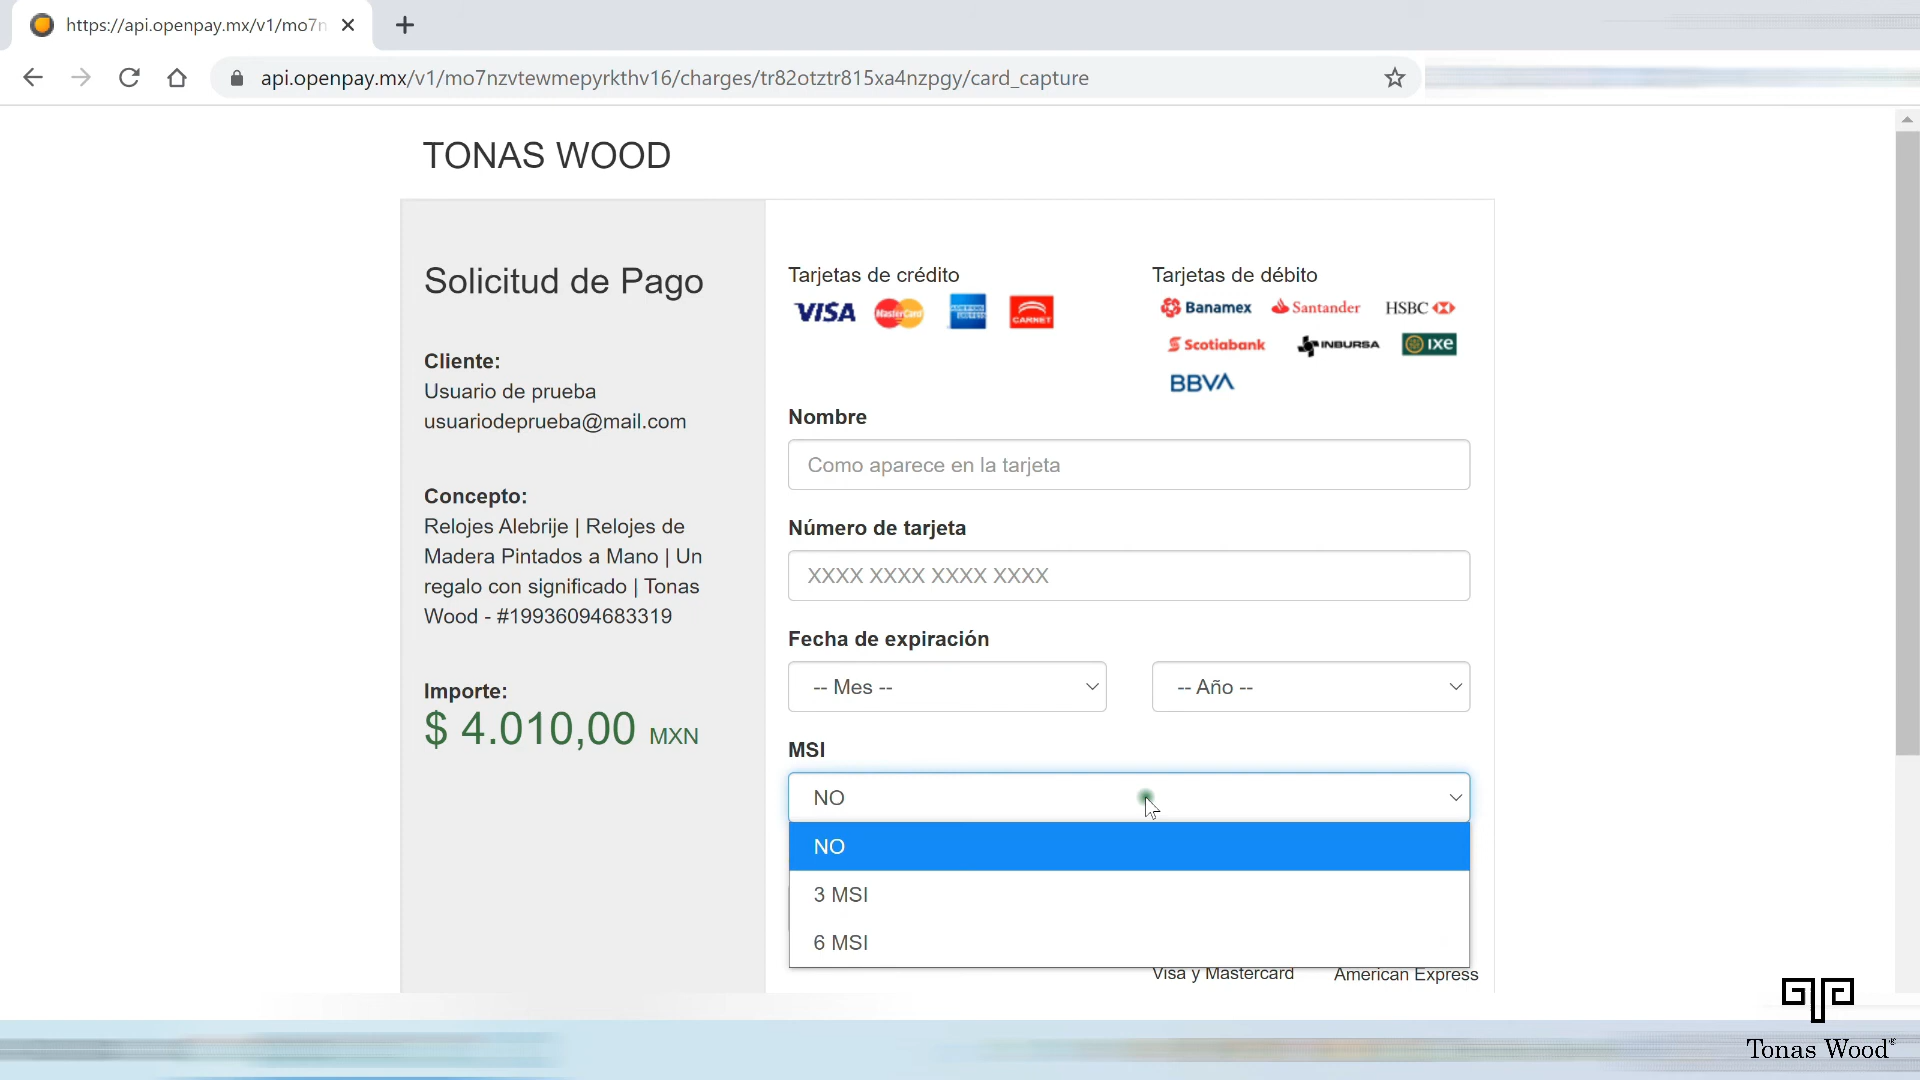 https://api.openpay.mx/v1/mo7n
api.openpay.mx/v1/mo7nzvtewmepyrkthv16/charges/tr82otztr815xa4nzpgy/card_capture
TONAS WOOD
Solicitud de Pago
Cliente:
Usuario de prueba
usuariodeprueba@mail.com
Concepto:
Relojes Alebrije | Relojes de
Madera Pintados a Mano | Un
regalo con significado | Tonas
Wood - #19936094683319
Importe:
$ 4.010,00 MXN
Tarjetas de crédito
VISA MasterCard AMERICAN EXPRESS CARNET
Tarjetas de débito
Banamex Santander HSBC
Scotiabank INBURSA IXE
BBVA
Nombre
Como aparece en la tarjeta
Número de tarjeta
XXXX XXXX XXXX XXXX
Fecha de expiración
-- Mes -- -- Año --
MSI
NO
NO
3 MSI
6 MSI
Visa y Mastercard American Express
Tonas Wood®